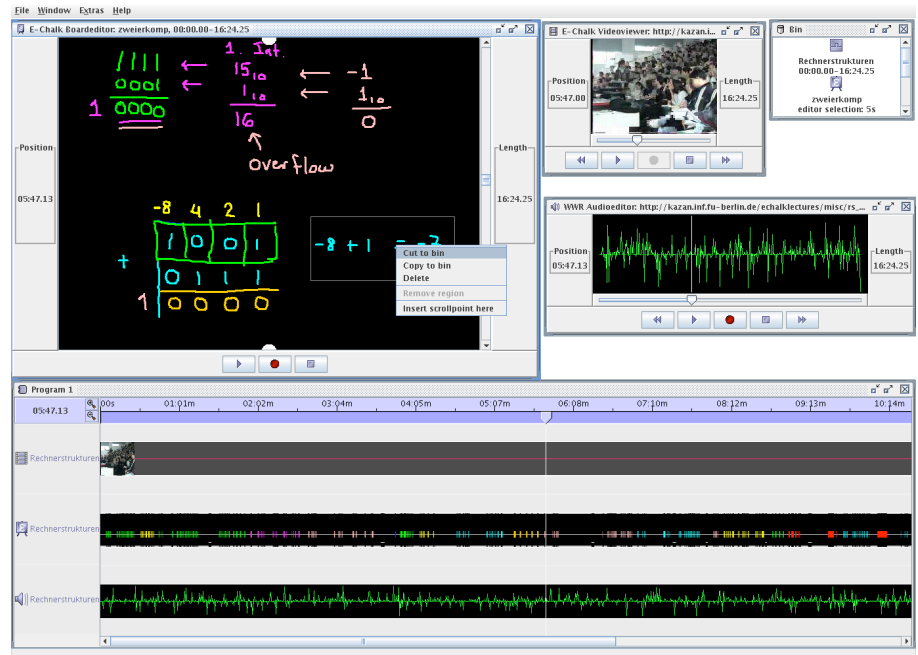 File Window Extras Help
E-Chalk Boardeditor: zweierkomp, 00:00.00-16:24.25
Position
05:47.13
Length
16:24.25
1. Int.
1111 ← 15₁₀ ← -1
0001 ← 1₁₀ ← 1₁₀
1 0000 16 0
overflow
-8 4 2 1
1 0 0 1
+ 0 1 1 1
1 0 0 0 0
-8 + 1 = -7
Cut to bin
Copy to bin
Delete
Remove region
Insert scrollpoint here
E-Chalk Videoviewer: http://kazan.i...
Position
05:47.00
Length
16:24.25
Bin
Rechnerstrukturen
00:00.00-16:24.25
zweierkomp
editor selection: 5s
WWR Audioeditor: http://kazan.inf.fu-berlin.de/echalklectures/misc/rs_...
Position
05:47.13
Length
16:24.25
Program 1
05:47.13
00s 01:01m 02:02m 03:04m 04:05m 05:07m 06:08m 07:10m 08:12m 09:13m 10:14m
Rechnerstrukturen
Rechnerstrukturen
Rechnerstrukturen